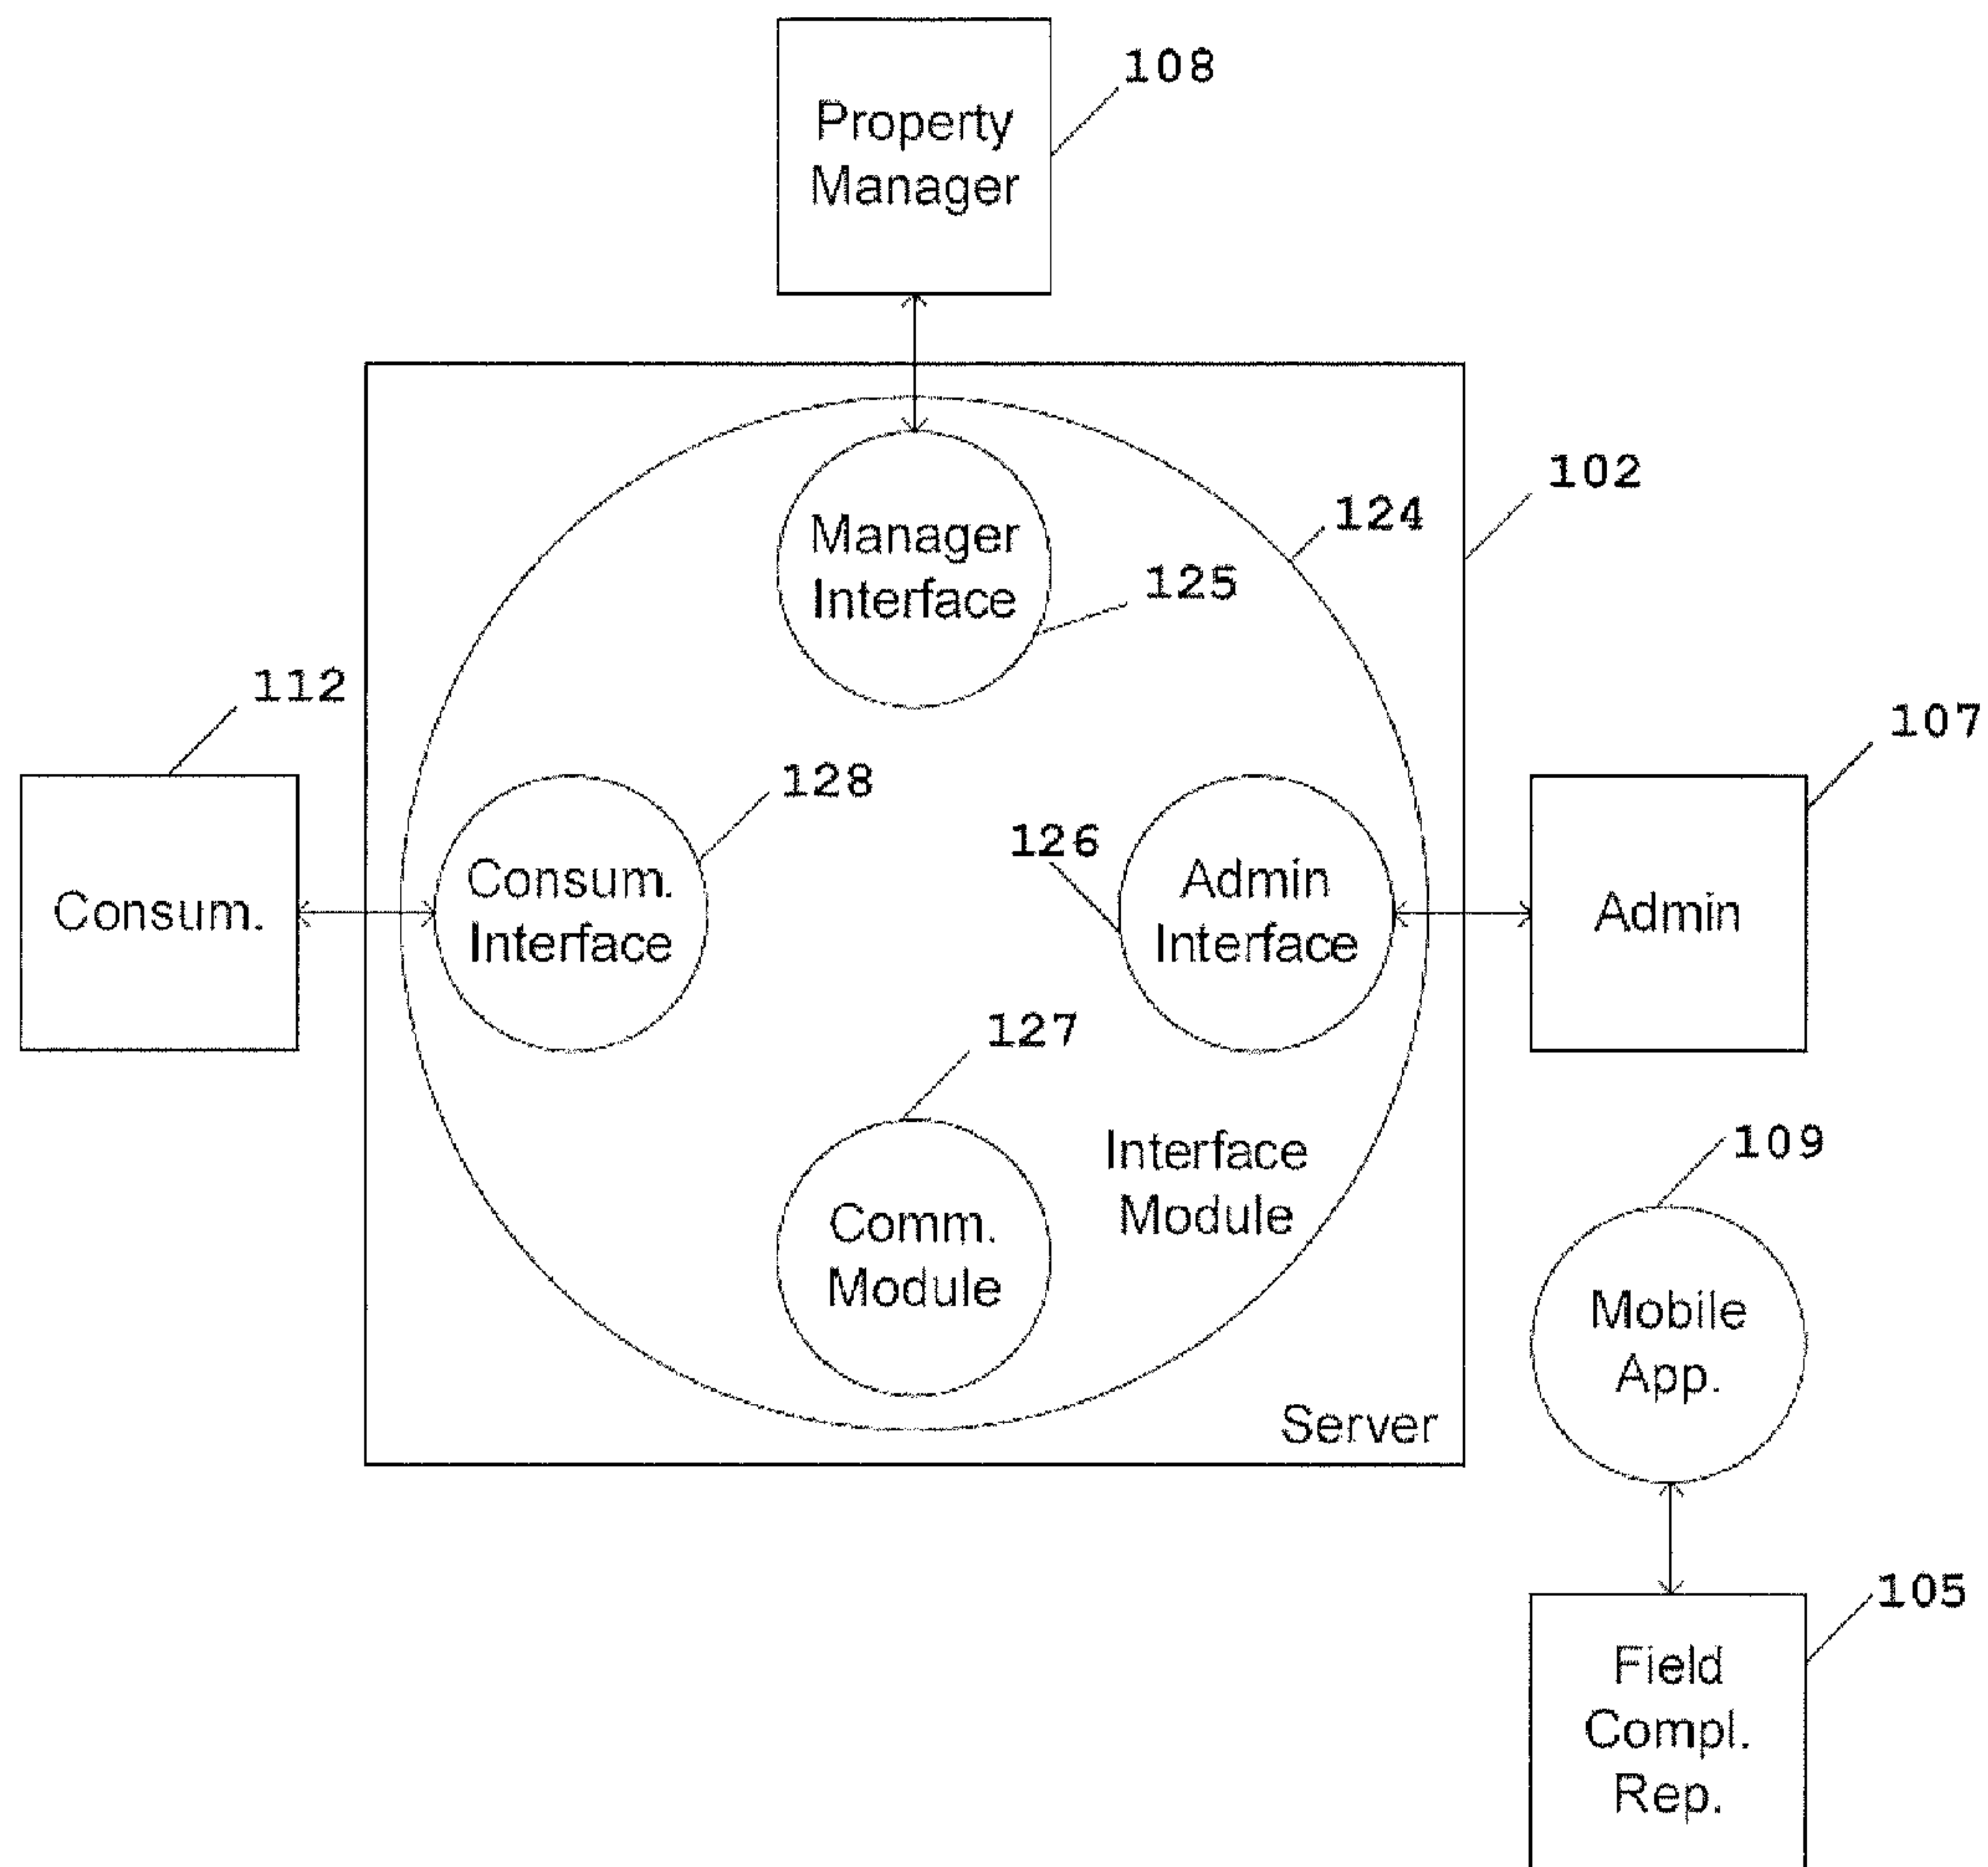 108
Property
Manager
102
124
Manager
Interface
125
112
107
128
126
Consum.
Consum.
Interface
Admin
Interface
Admin
127
Interface
Module
109
Comm.
Module
Mobile
App.
Server
105
Field
Compl.
Rep.